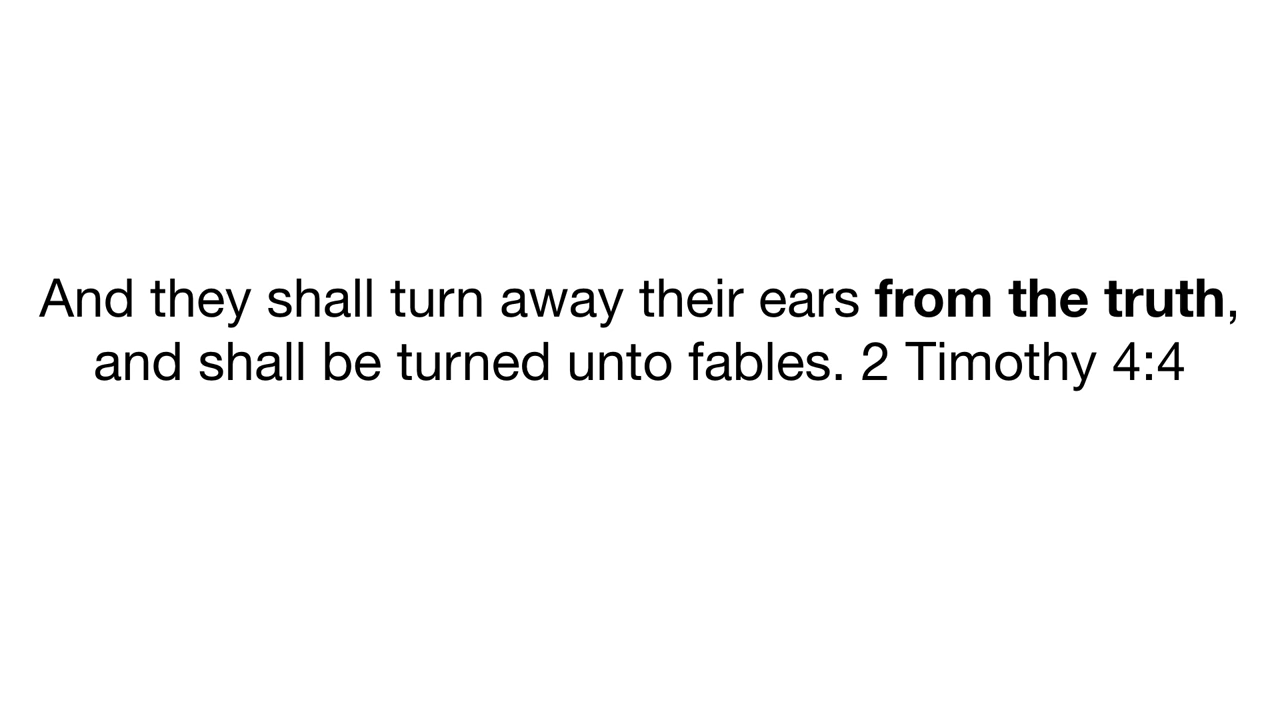 And they shall turn away their ears from the truth,
and shall be turned unto fables. 2 Timothy 4:4